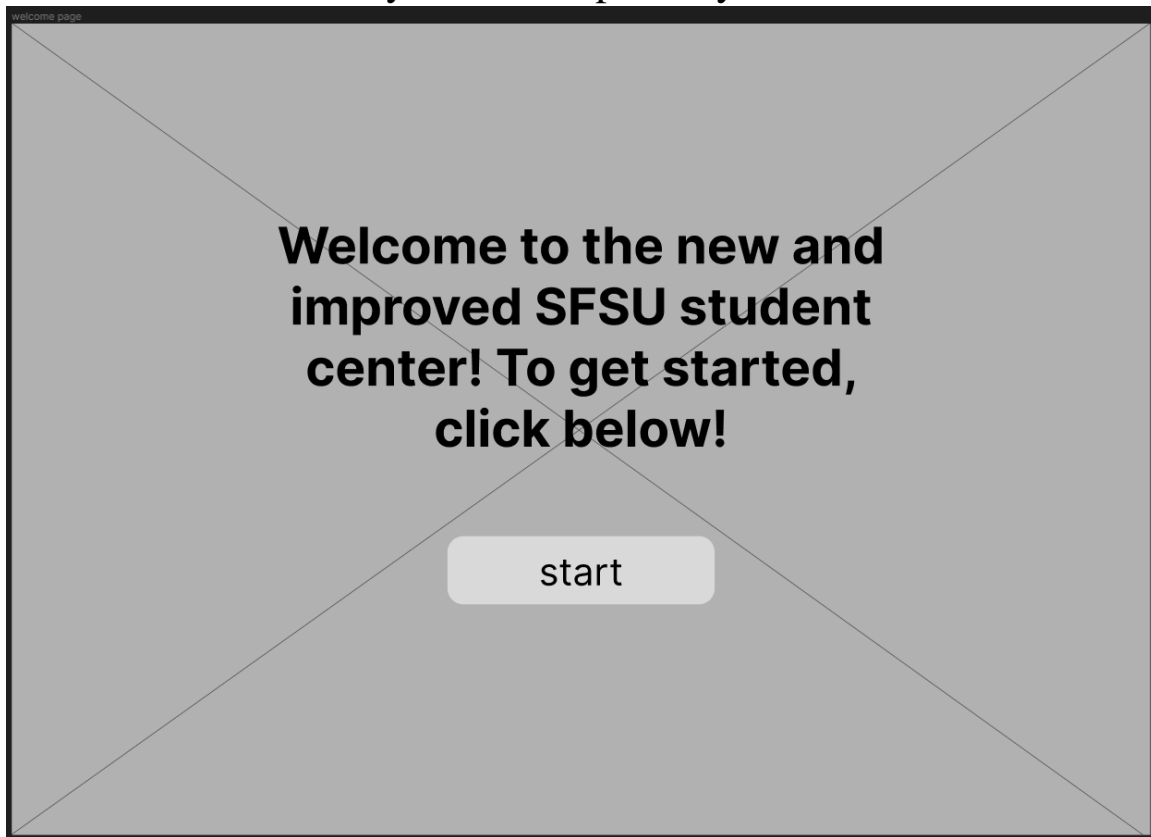 welcome page
Welcome to the new and
improved SFSU student
center! To get started,
click below!
start